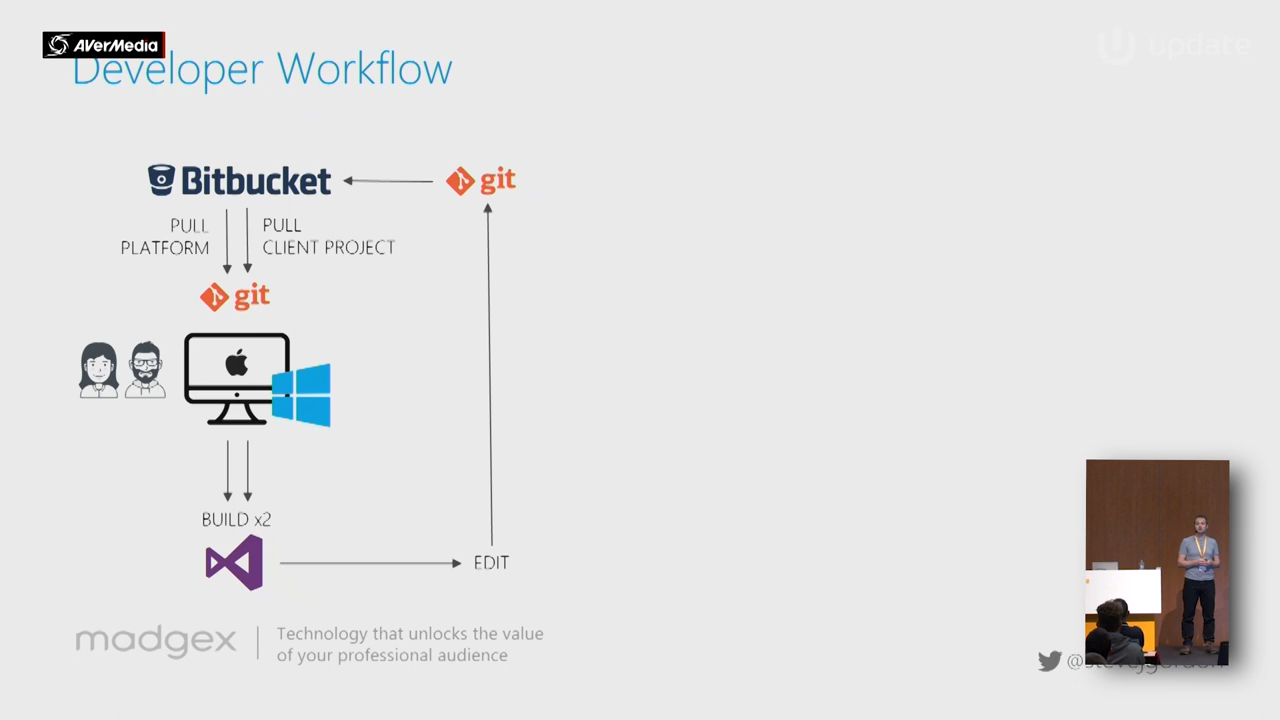 AVerMedia
update
Developer Workflow
Bitbucket
git
PULL
PLATFORM
PULL
CLIENT PROJECT
git
BUILD x2
EDIT
madgex
Technology that unlocks the value
of your professional audience